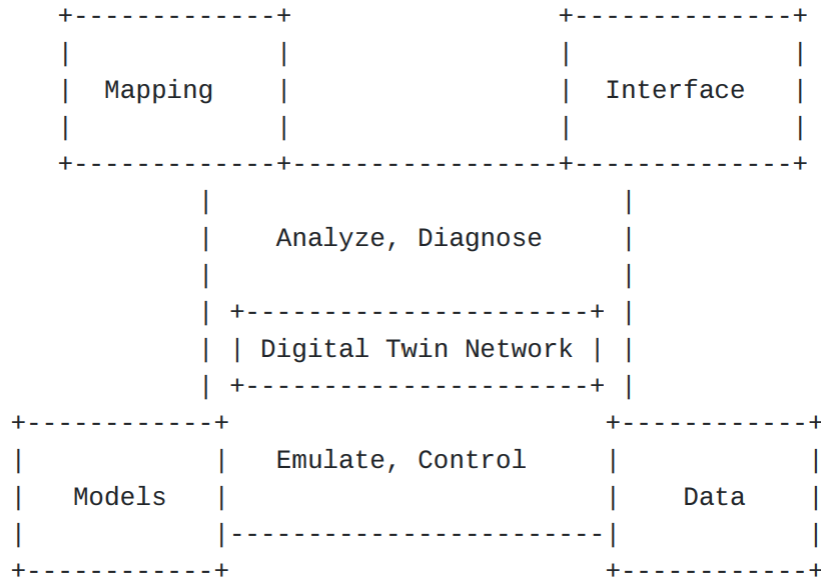 Mapping Interface
Analyze, Diagnose
Digital Twin Network
Emulate, Control
Models Data